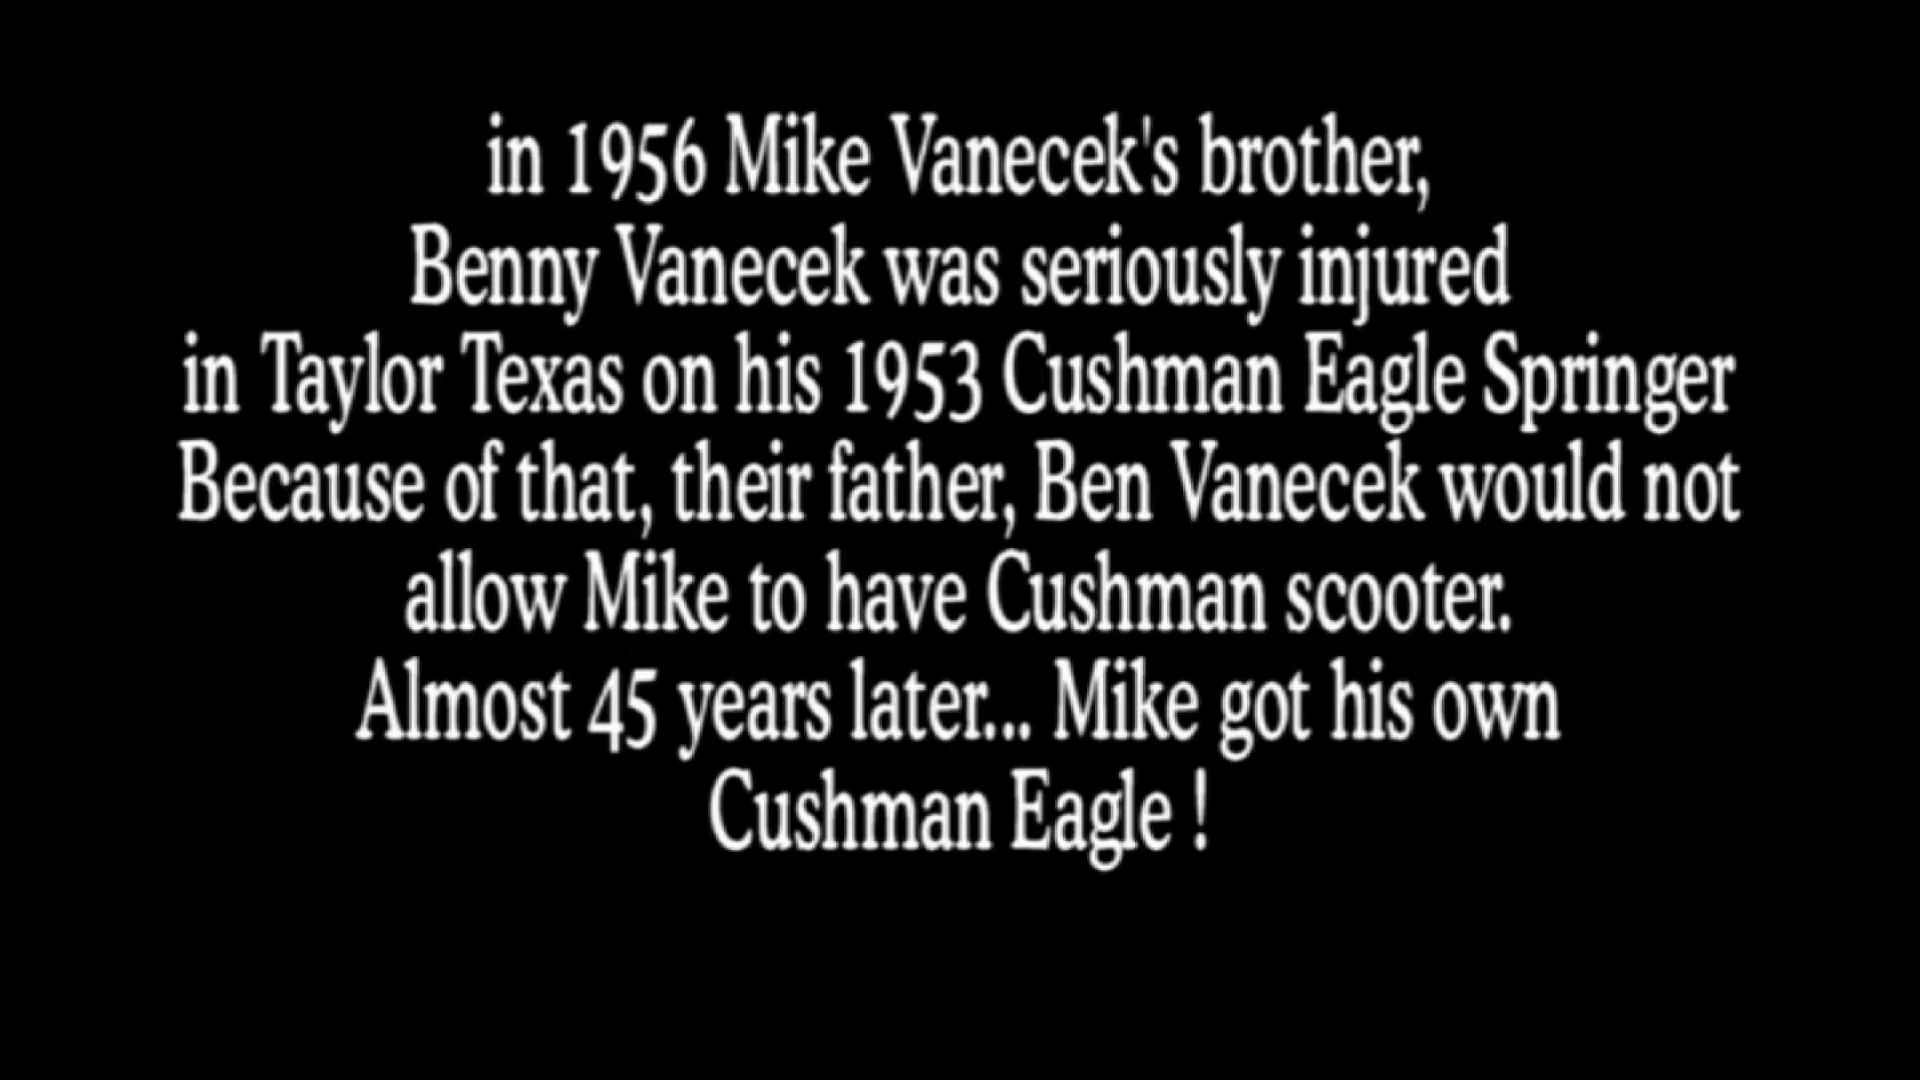 in 1956 Mike Vanecek's brother,
Benny Vanecek was seriously injured
in Taylor Texas on his 1953 Cushman Eagle Springer
Because of that, their father, Ben Vanecek would not
allow Mike to have Cushman scooter.
Almost 45 years later... Mike got his own
Cushman Eagle !